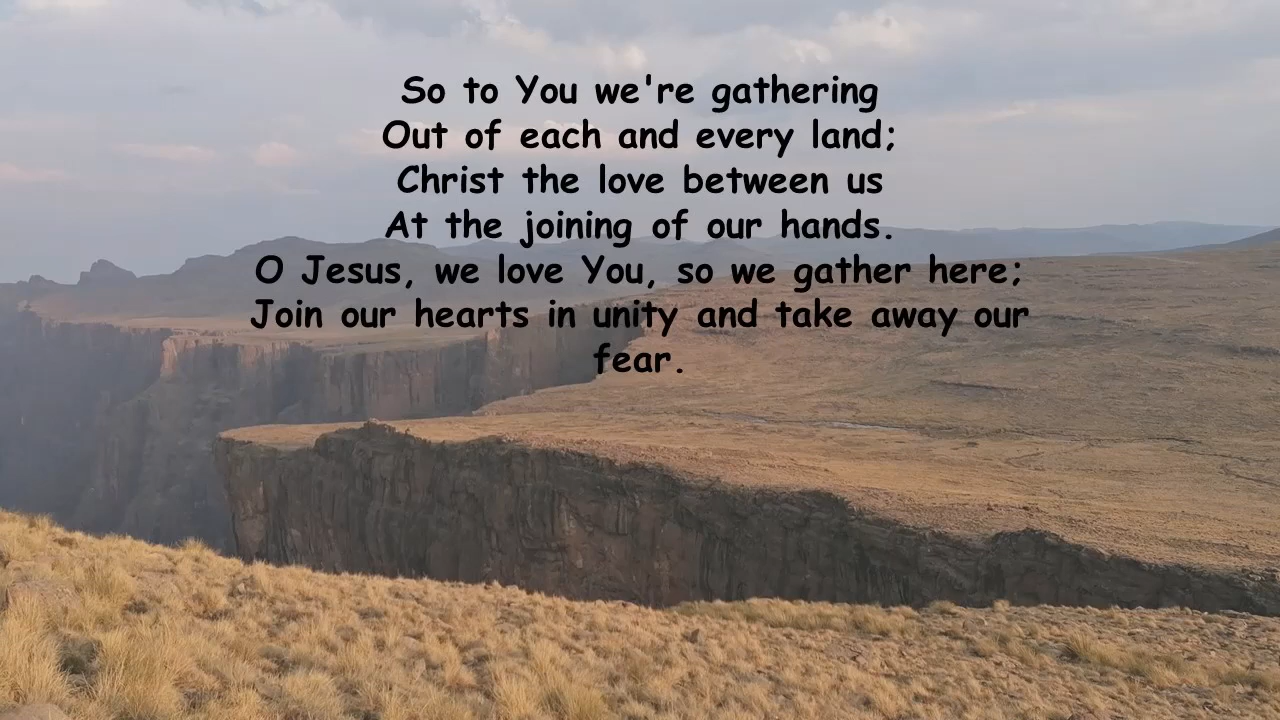 So to You we're gathering
Out of each and every land;
Christ the love between us
At the joining of our hands.
O Jesus, we love You, so we gather here;
Join our hearts in unity and take away our
fear.